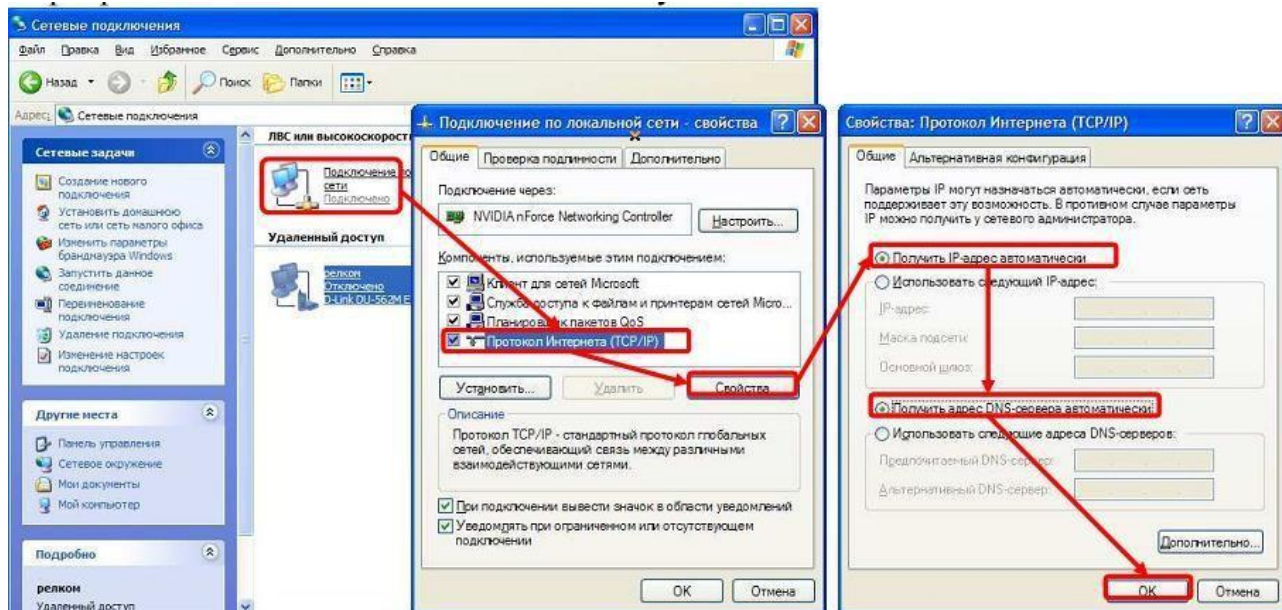 Сетевые подключения
Файл Правка Вид Избранное Сервис Дополнительно Справка
Назад Поиск Папки
Адрес: Сетевые подключения
Сетевые задачи
Создание нового
подключения
Установить домашнюю
сеть или сеть малого офиса
Изменить параметры
брандмауэра Windows
Запустить данное
соединение
Переименование
подключения
Удаление подключения
Изменение настроек
подключения
Другие места
Панель управления
Сетевое окружение
Мои документы
Мой компьютер
Подробно
релком
Удаленный доступ
ЛВС или высокоскорост
Подключение по
сети
Подключено
Удаленный доступ
релком
Отключено
D-Link DU-562M E
Подключение по локальной сети - свойства
Общие Проверка подлинности Дополнительно
Подключение через:
NVIDIA nForce Networking Controller Настроить...
Компоненты, используемые этим подключением:
Клиент для сетей Microsoft
Служба доступа к файлам и принтерам сетей Micro...
Планировщик пакетов QoS
Протокол Интернета (TCP/IP)
Установить... Удалить Свойства
Описание
Протокол TCP/IP - стандартный протокол глобальных
сетей, обеспечивающий связь между различными
взаимодействующими сетями.
При подключении вывести значок в области уведомлений
Уведомлять при ограниченном или отсутствующем
подключении
OK Отмена
Свойства: Протокол Интернета (TCP/IP)
Общие Альтернативная конфигурация
Параметры IP могут назначаться автоматически, если сеть
поддерживает эту возможность. В противном случае параметры
IP можно получить у сетевого администратора.
Получить IP-адрес автоматически
Использовать следующий IP-адрес:
IP-адрес:
Маска подсети:
Основной шлюз:
Получить адрес DNS-сервера автоматически
Использовать следующие адреса DNS-серверов:
Предпочитаемый DNS-сервер:
Альтернативный DNS-сервер:
Дополнительно...
OK Отмена